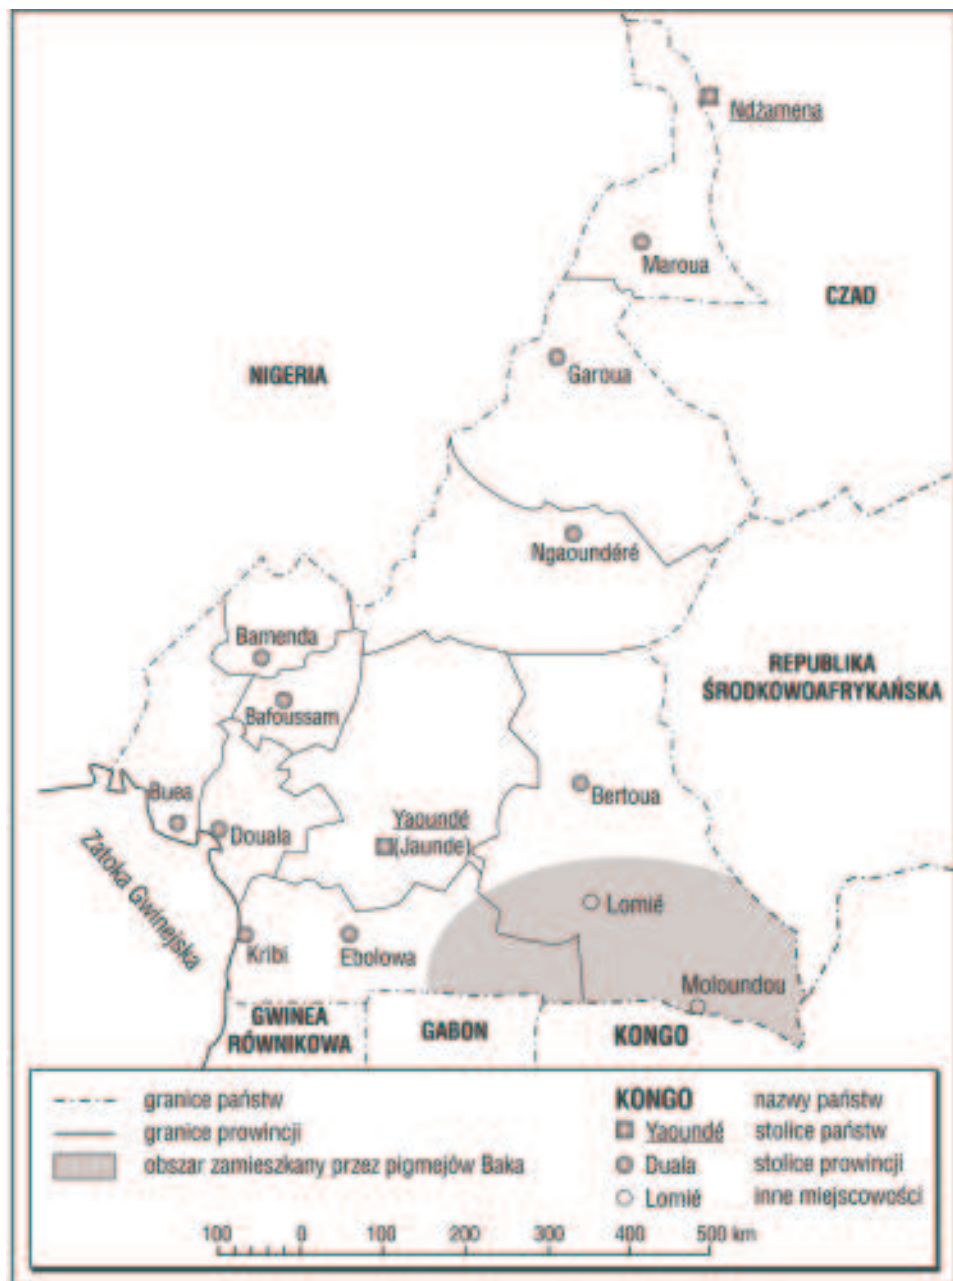 Ndżamena
Maroua
CZAD
NIGERIA
Garoua
Ngaoundéré
Bamenda
REPUBLIKA
ŚRODKOWOAFRYKAŃSKA
Bafoussam
Buea
Bertoua
Douala
Yaoundé
(Jaunde)
Zatoka Gwinejska
Lomié
Kribi
Ebolowa
Moloundou
GWINEA
RÓWNIKOWA
GABON
KONGO
granice państw
granice prowincji
obszar zamieszkany przez pigmejów Baka
KONGO nazwy państw
Yaoundé stolice państw
Duala stolice prowincji
Lomié inne miejscowości
100 0 100 200 300 400 500 km